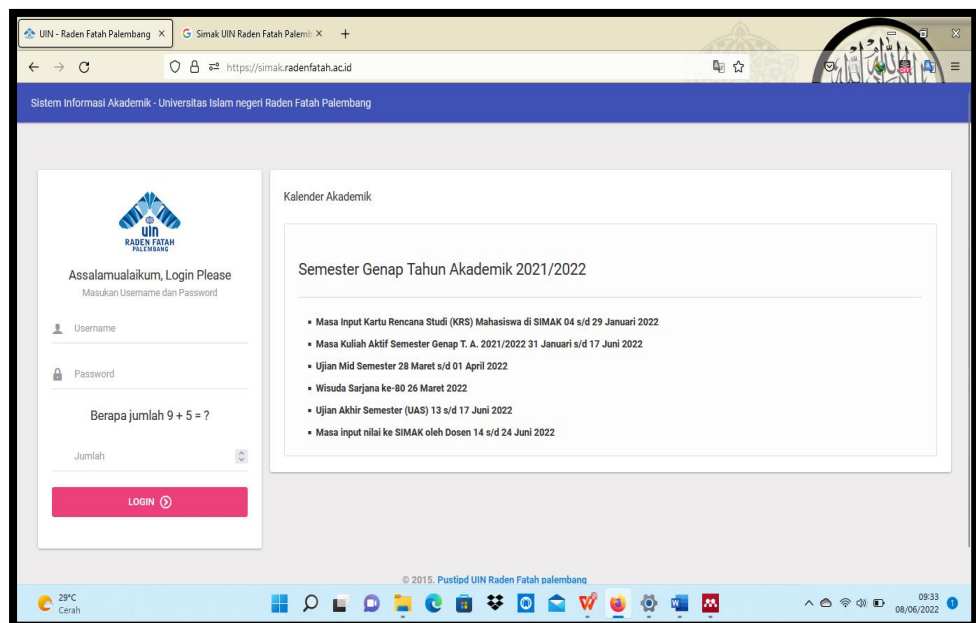 UIN - Raden Fatah Palembang
Simak UIN Raden Fatah Palemb
https://simak.radenfatah.ac.id
Sistem Informasi Akademik - Universitas Islam negeri Raden Fatah Palembang
uin
RADEN FATAH
PALEMBANG
Assalamualaikum, Login Please
Masukan Username dan Password
Username
Password
Berapa jumlah 9 + 5 = ?
Jumlah
LOGIN
Kalender Akademik
Semester Genap Tahun Akademik 2021/2022
▪ Masa Input Kartu Rencana Studi (KRS) Mahasiswa di SIMAK 04 s/d 29 Januari 2022
▪ Masa Kuliah Aktif Semester Genap T. A. 2021/2022 31 Januari s/d 17 Juni 2022
▪ Ujian Mid Semester 28 Maret s/d 01 April 2022
▪ Wisuda Sarjana ke-80 26 Maret 2022
▪ Ujian Akhir Semester (UAS) 13 s/d 17 Juni 2022
▪ Masa input nilai ke SIMAK oleh Dosen 14 s/d 24 Juni 2022
© 2015. Pustipd UIN Raden Fatah palembang
29°C
Cerah
09:33
08/06/2022
1